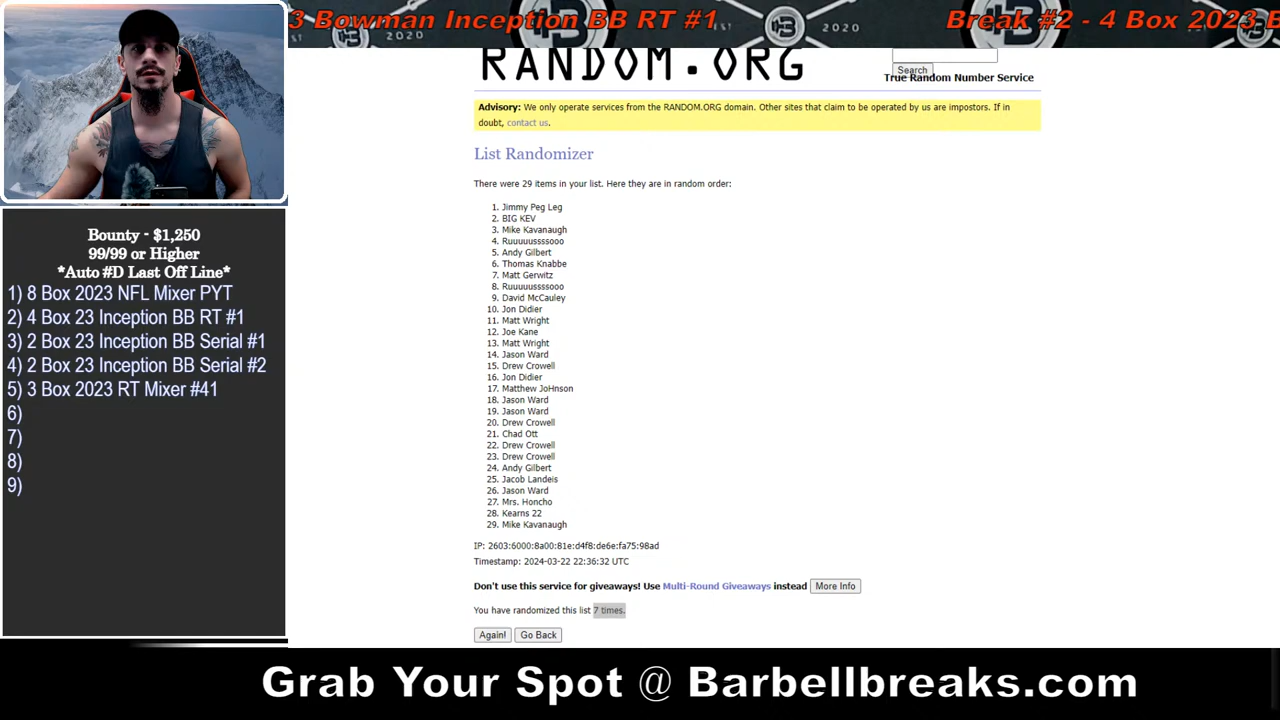 3 Bowman Inception BB RT #1
Break #2 - 4 Box 2023
2020
2020
RANDOM.ORG
Search
True Random Number Service
Advisory: We only operate services from the RANDOM.ORG domain. Other sites that claim to be operated by us are impostors. If in
doubt, contact us.
List Randomizer
There were 29 items in your list. Here they are in random order:
1. Jimmy Peg Leg
2. BIG KEV
3. Mike Kavanaugh
4. Ruuuuussssooo
5. Andy Gilbert
6. Thomas Knabbe
7. Matt Gerwitz
8. Ruuuuussssooo
9. David McCauley
10. Jon Didier
11. Matt Wright
12. Joe Kane
13. Matt Wright
14. Jason Ward
15. Drew Crowell
16. Jon Didier
17. Matthew JoHnson
18. Jason Ward
19. Jason Ward
20. Drew Crowell
21. Chad Ott
22. Drew Crowell
23. Drew Crowell
24. Andy Gilbert
25. Jacob Landeis
26. Jason Ward
27. Mrs. Honcho
28. Kearns 22
29. Mike Kavanaugh
IP: 2603:6000:8a00:81e:d4f8:de6e:fa75:98ad
Timestamp: 2024-03-22 22:36:32 UTC
Don't use this service for giveaways! Use Multi-Round Giveaways instead More Info
You have randomized this list 7 times.
Again! Go Back
Bounty - $1,250
99/99 or Higher
*Auto #D Last Off Line*
1) 8 Box 2023 NFL Mixer PYT
2) 4 Box 23 Inception BB RT #1
3) 2 Box 23 Inception BB Serial #1
4) 2 Box 23 Inception BB Serial #2
5) 3 Box 2023 RT Mixer #41
6)
7)
8)
9)
Grab Your Spot @ Barbellbreaks.com